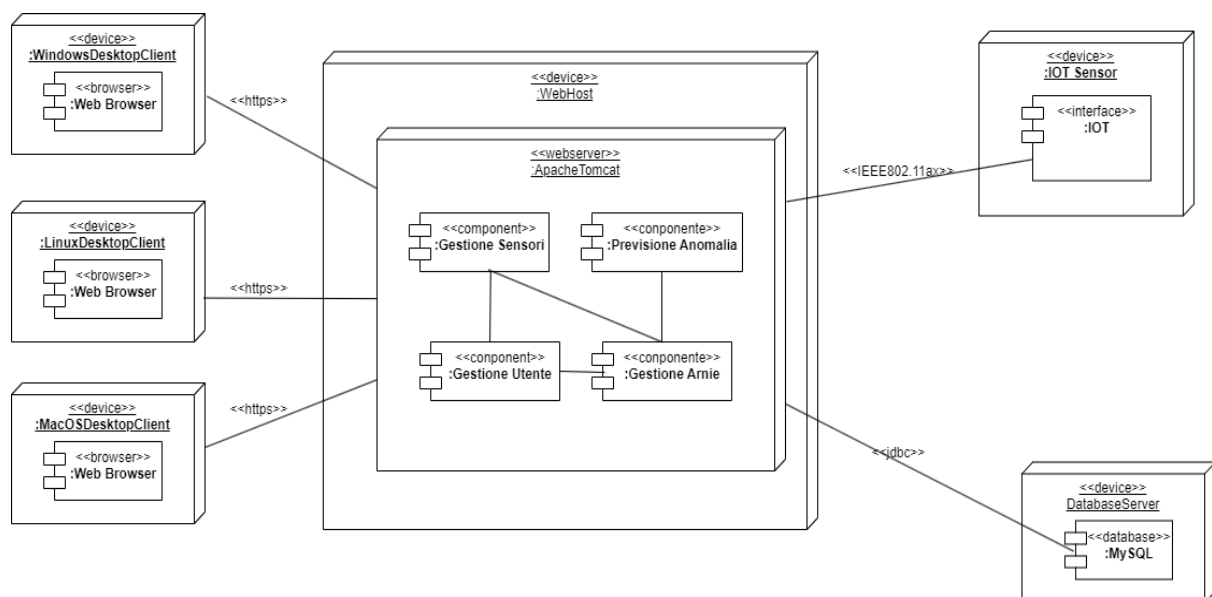 <<device>>
:WindowsDesktopClient
<<browser>>
:Web Browser
<<https>>
<<device>>
:LinuxDesktopClient
<<browser>>
:Web Browser
<<https>>
<<device>>
:MacOSDesktopClient
<<browser>>
:Web Browser
<<https>>
<<device>>
:WebHost
<<webserver>>
:ApacheTomcat
<<component>>
:Gestione Sensori
<<conponente>>
:Previsione Anomalia
<<conponent>>
:Gestione Utente
<<conponente>>
:Gestione Arnie
<<IEEE802.11ax>>
<<device>>
:IOT Sensor
<<interface>>
:IOT
<<jdbc>>
<<device>>
DatabaseServer
<<database>>
:MySQL